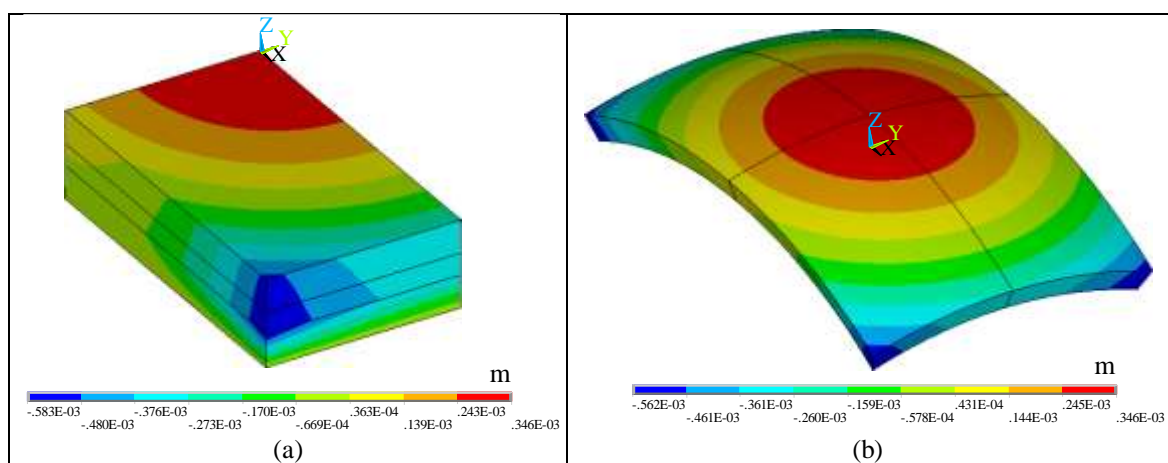 Z
Y
X
m
-.583E-03 -.376E-03 -.170E-03 .363E-04 .243E-03
-.480E-03 -.273E-03 -.669E-04 .139E-03 .346E-03
(a)
Z
Y
X
m
-.562E-03 -.361E-03 -.159E-03 .431E-04 .245E-03
-.461E-03 -.260E-03 -.578E-04 .144E-03 .346E-03
(b)